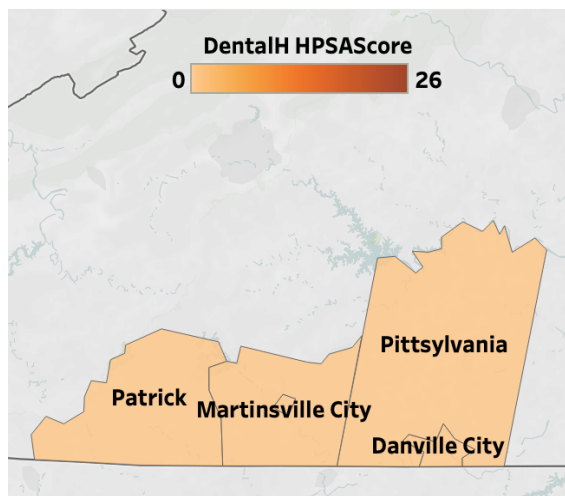 DentalH HPSAScore
0 26
Pittsylvania
Patrick
Martinsville City
Danville City